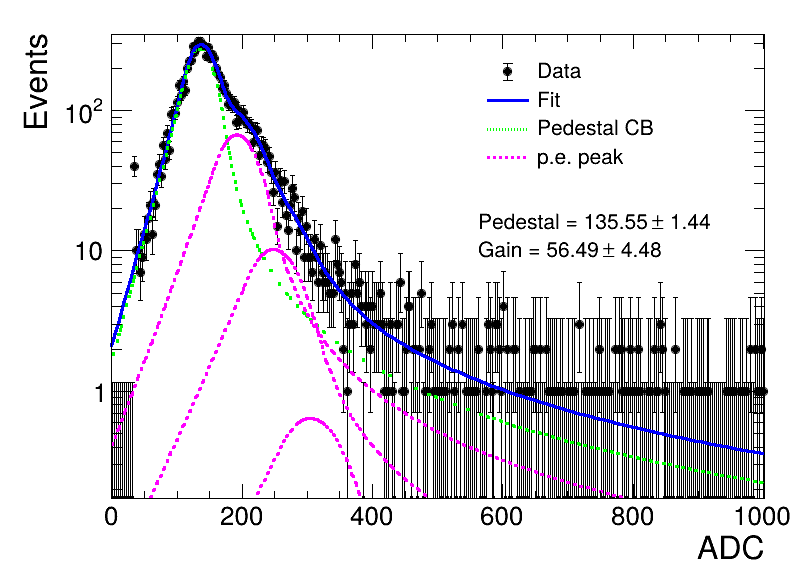 Events
10²
10
1
Data
Fit
Pedestal CB
p.e. peak
Pedestal = 135.55 ± 1.44
Gain = 56.49 ± 4.48
0 200 400 600 800 1000
ADC